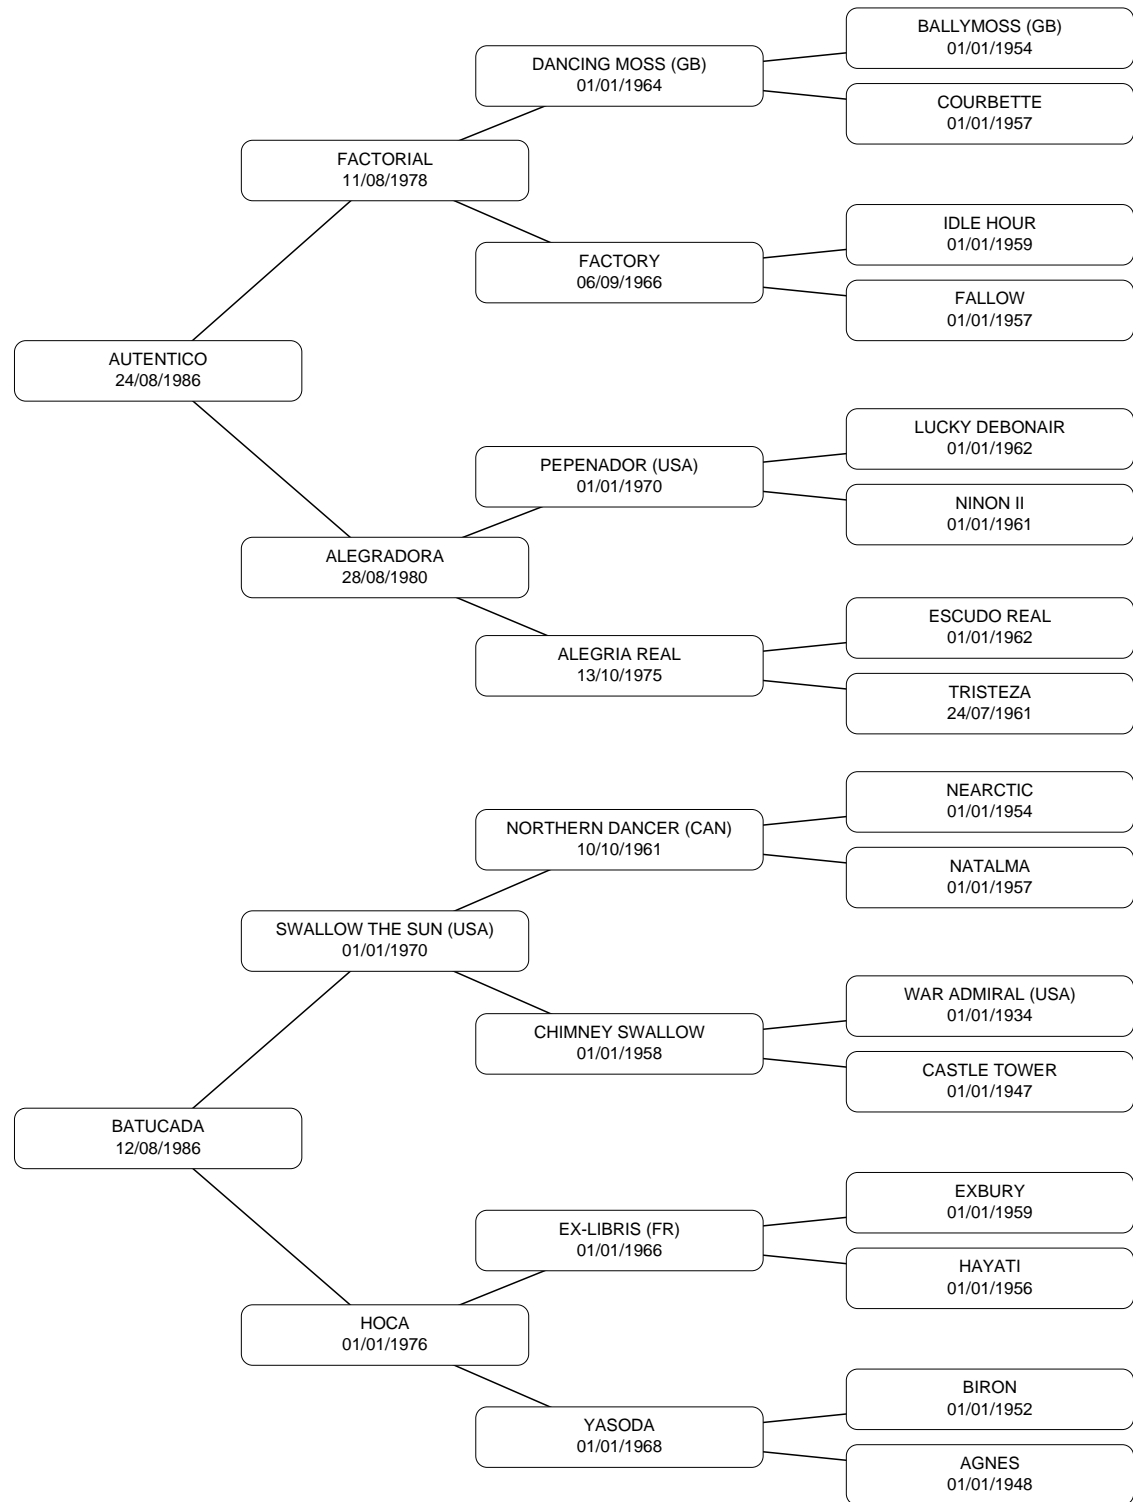 BALLYMOSS (GB)
01/01/1954
DANCING MOSS (GB)
01/01/1964
COURBETTE
01/01/1957
FACTORIAL
11/08/1978
IDLE HOUR
01/01/1959
FACTORY
06/09/1966
FALLOW
01/01/1957
AUTENTICO
24/08/1986
LUCKY DEBONAIR
01/01/1962
PEPENADOR (USA)
01/01/1970
NINON II
01/01/1961
ALEGRADORA
28/08/1980
ESCUDO REAL
01/01/1962
ALEGRIA REAL
13/10/1975
TRISTEZA
24/07/1961
NEARCTIC
01/01/1954
NORTHERN DANCER (CAN)
10/10/1961
NATALMA
01/01/1957
SWALLOW THE SUN (USA)
01/01/1970
WAR ADMIRAL (USA)
01/01/1934
CHIMNEY SWALLOW
01/01/1958
CASTLE TOWER
01/01/1947
BATUCADA
12/08/1986
EXBURY
01/01/1959
EX-LIBRIS (FR)
01/01/1966
HAYATI
01/01/1956
HOCA
01/01/1976
BIRON
01/01/1952
YASODA
01/01/1968
AGNES
01/01/1948